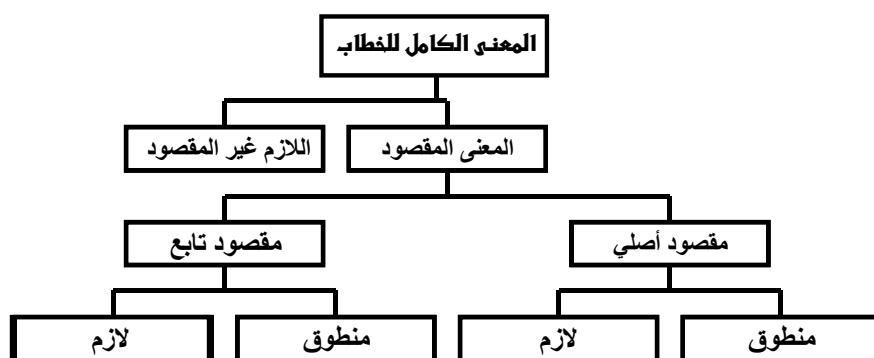 المعنى الكامل للخطاب
المعنى المقصود
اللازم غير المقصود
مقصود أصلي
مقصود تابع
منطوق
لازم
منطوق
لازم